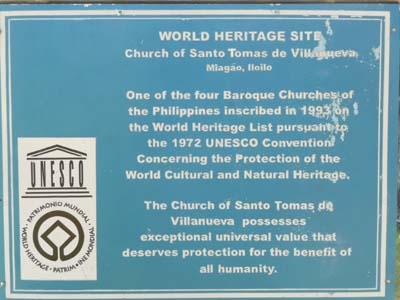 WORLD HERITAGE SITE
Church of Santo Tomas de Villanueva
Miagao, Iloilo
One of the four Baroque Churches of
the Philippines inscribed in 1993 on
the World Heritage List pursuant to
the 1972 UNESCO Convention
Concerning the Protection of the
World Cultural and Natural Heritage.
The Church of Santo Tomas de
Villanueva possesses
exceptional universal value that
deserves protection for the benefit of
all humanity.
UNESCO
PATRIMONIO MUNDIAL
WORLD HERITAGE
PATRIMOINE MONDIAL